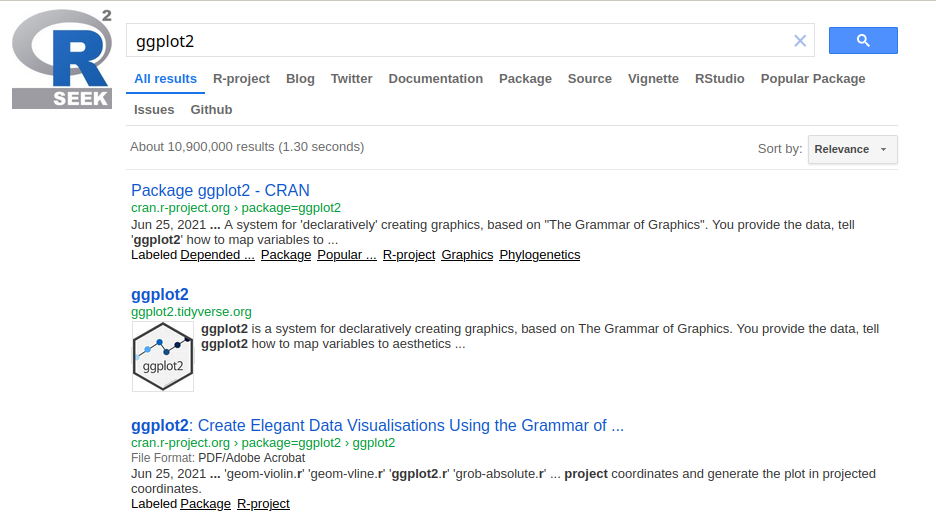 R 2
SEEK
ggplot2
All results R-project Blog Twitter Documentation Package Source Vignette RStudio Popular Package
Issues Github
About 10,900,000 results (1.30 seconds)
Sort by: Relevance
Package ggplot2 - CRAN
cran.r-project.org › package=ggplot2
Jun 25, 2021 ... A system for 'declaratively' creating graphics, based on "The Grammar of Graphics". You provide the data, tell
'ggplot2' how to map variables to ...
Labeled Depended ... Package Popular ... R-project Graphics Phylogenetics
ggplot2
ggplot2.tidyverse.org
ggplot2 is a system for declaratively creating graphics, based on The Grammar of Graphics. You provide the data, tell
ggplot2 how to map variables to aesthetics ...
ggplot2
ggplot2: Create Elegant Data Visualisations Using the Grammar of ...
cran.r-project.org › package=ggplot2 › ggplot2
File Format: PDF/Adobe Acrobat
Jun 25, 2021 ... 'geom-violin.r' 'geom-vline.r' 'ggplot2.r' 'grob-absolute.r' ... project coordinates and generate the plot in projected
coordinates.
Labeled Package R-project